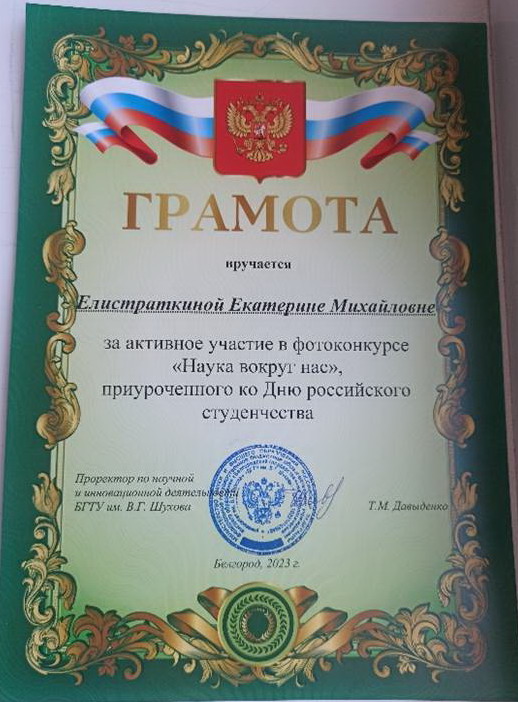 ГРАМОТА
вручается
Елистраткиной Екатерине Михайловне
за активное участие в фотоконкурсе
«Наука вокруг нас»,
приуроченного ко Дню российского
студенчества
Проректор по научной
и инновационной деятельности
БГТУ им. В.Г. Шухова
Т.М. Давыденко
Белгород, 2023 г.